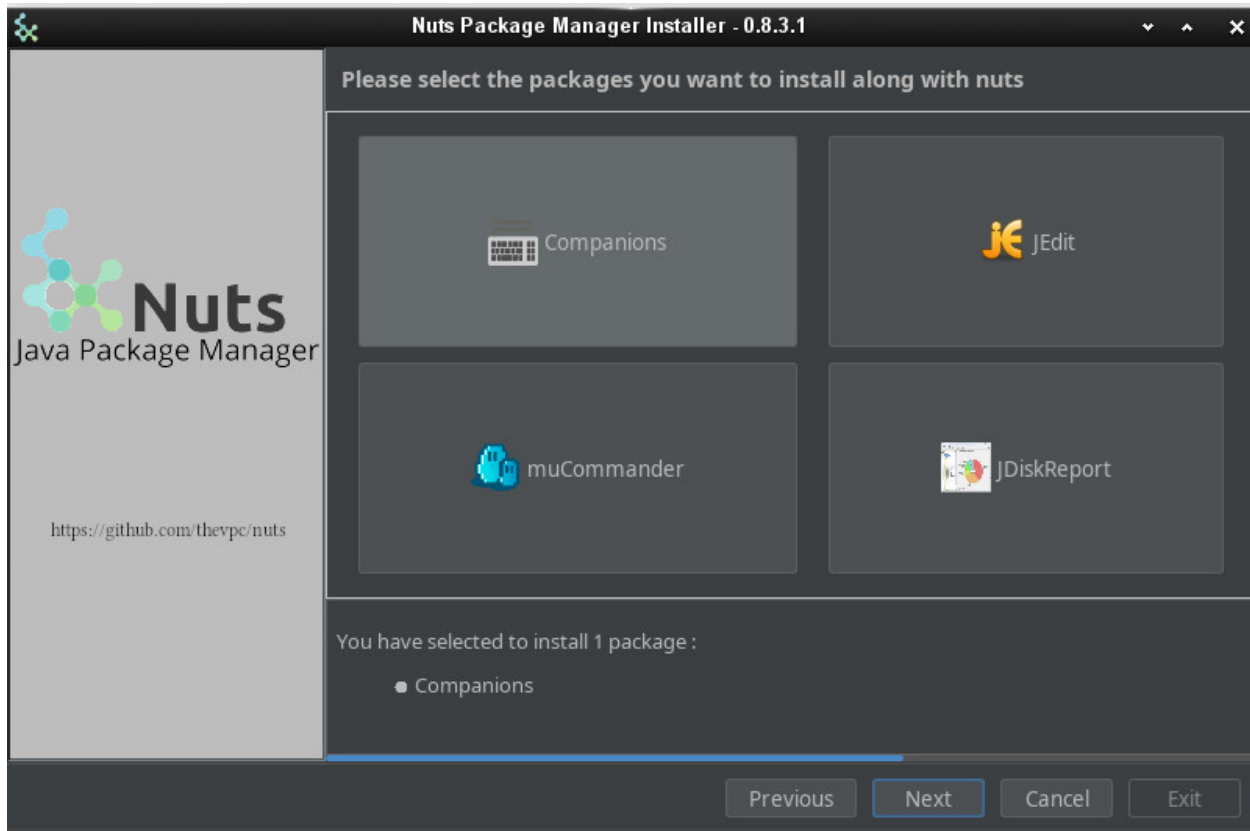 Nuts Package Manager Installer - 0.8.3.1
Please select the packages you want to install along with nuts
Companions
JEdit
Nuts
Java Package Manager
muCommander
JDiskReport
https://github.com/thevpc/nuts
You have selected to install 1 package :
Companions
Previous
Next
Cancel
Exit